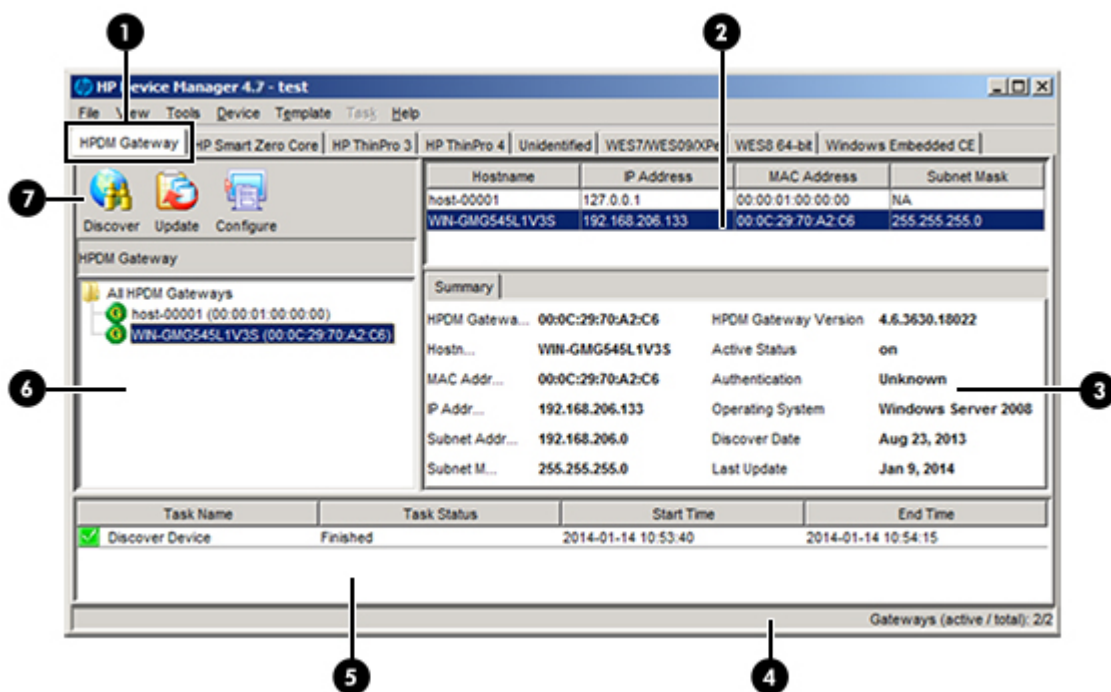 1
2
HP Device Manager 4.7 - test
File View Tools Device Template Task Help
HPDM Gateway HP Smart Zero Core HP ThinPro 3 HP ThinPro 4 Unidentified WES7/WES09/XPe WES8 64-bit Windows Embedded CE
7
Discover Update Configure
HPDM Gateway
Hostname IP Address MAC Address Subnet Mask
host-00001 127.0.0.1 00:00:01:00:00:00 NA
WIN-GMG545L1V3S 192.168.206.133 00:0C:29:70:A2:C6 255.255.255.0
6
All HPDM Gateways
host-00001 (00:00:01:00:00:00)
WIN-GMG545L1V3S (00:0C:29:70:A2:C6)
Summary
HPDM Gatewa... 00:0C:29:70:A2:C6 HPDM Gateway Version 4.6.3630.18022
Hostn... WIN-GMG545L1V3S Active Status on
MAC Addr... 00:0C:29:70:A2:C6 Authentication Unknown
3
IP Addr... 192.168.206.133 Operating System Windows Server 2008
Subnet Addr... 192.168.206.0 Discover Date Aug 23, 2013
Subnet M... 255.255.255.0 Last Update Jan 9, 2014
Task Name Task Status Start Time End Time
Discover Device Finished 2014-01-14 10:53:40 2014-01-14 10:54:15
Gateways (active / total): 2/2
5
4